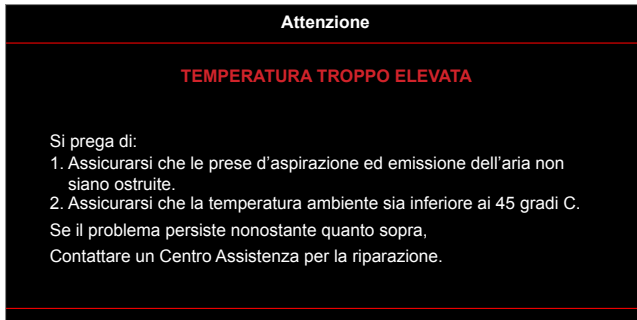 Attenzione
TEMPERATURA TROPPO ELEVATA
Si prega di:
1. Assicurarsi che le prese d'aspirazione ed emissione dell'aria non
siano ostruite.
2. Assicurarsi che la temperatura ambiente sia inferiore ai 45 gradi C.
Se il problema persiste nonostante quanto sopra,
Contattare un Centro Assistenza per la riparazione.